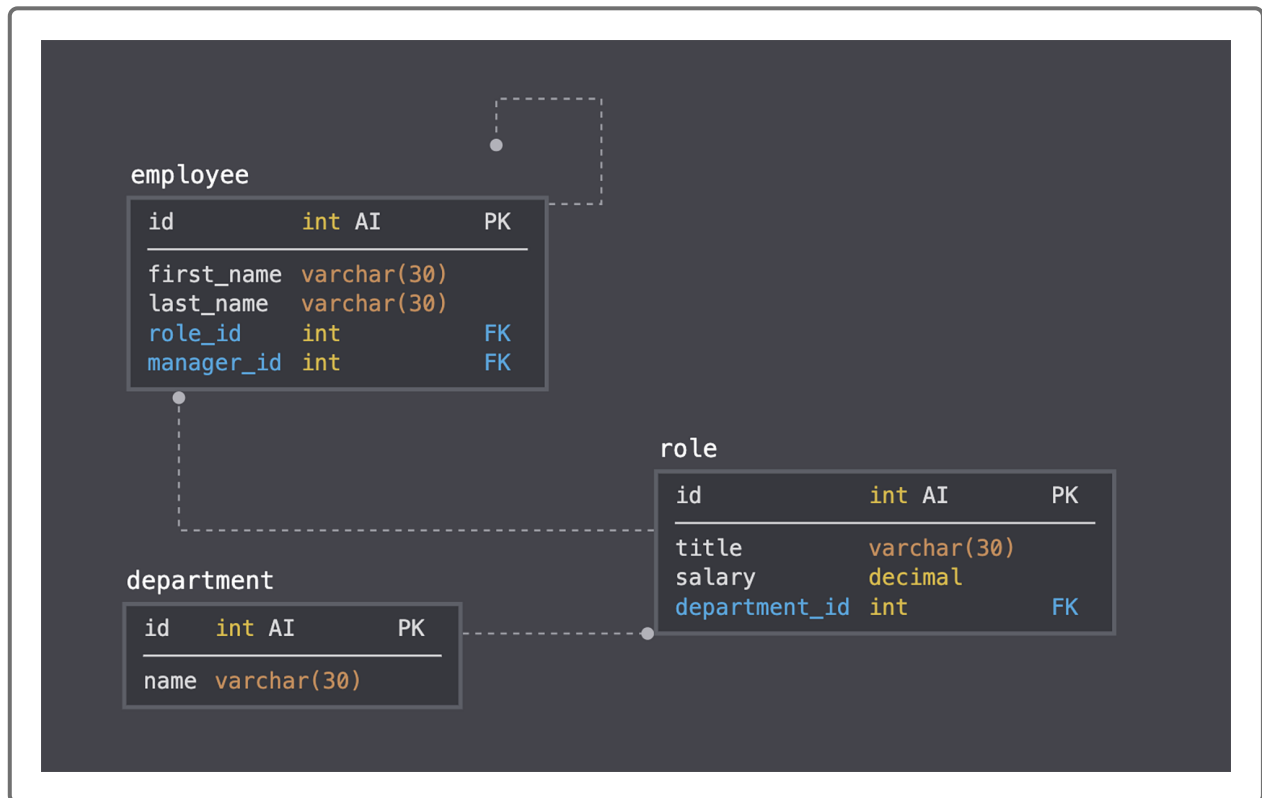 employee
id int AI PK
first_name varchar(30)
last_name varchar(30)
role_id int FK
manager_id int FK
role
id int AI PK
title varchar(30)
salary decimal
department_id int FK
department
id int AI PK
name varchar(30)